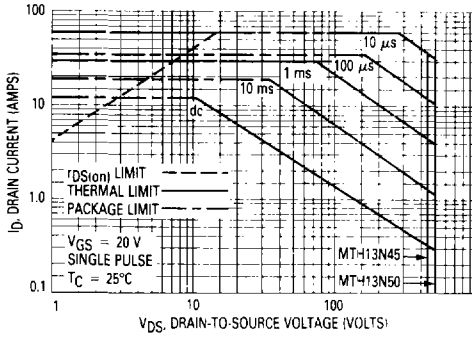 100
10 μs
100 μs
1 ms
10 ms
dc
10
1.0
0.1
ID, DRAIN CURRENT (AMPS)
rDS(on) LIMIT
THERMAL LIMIT
PACKAGE LIMIT
VGS = 20 V
SINGLE PULSE
TC = 25°C
MTH13N45
MTH13N50
1
10
100
VDS, DRAIN-TO-SOURCE VOLTAGE (VOLTS)